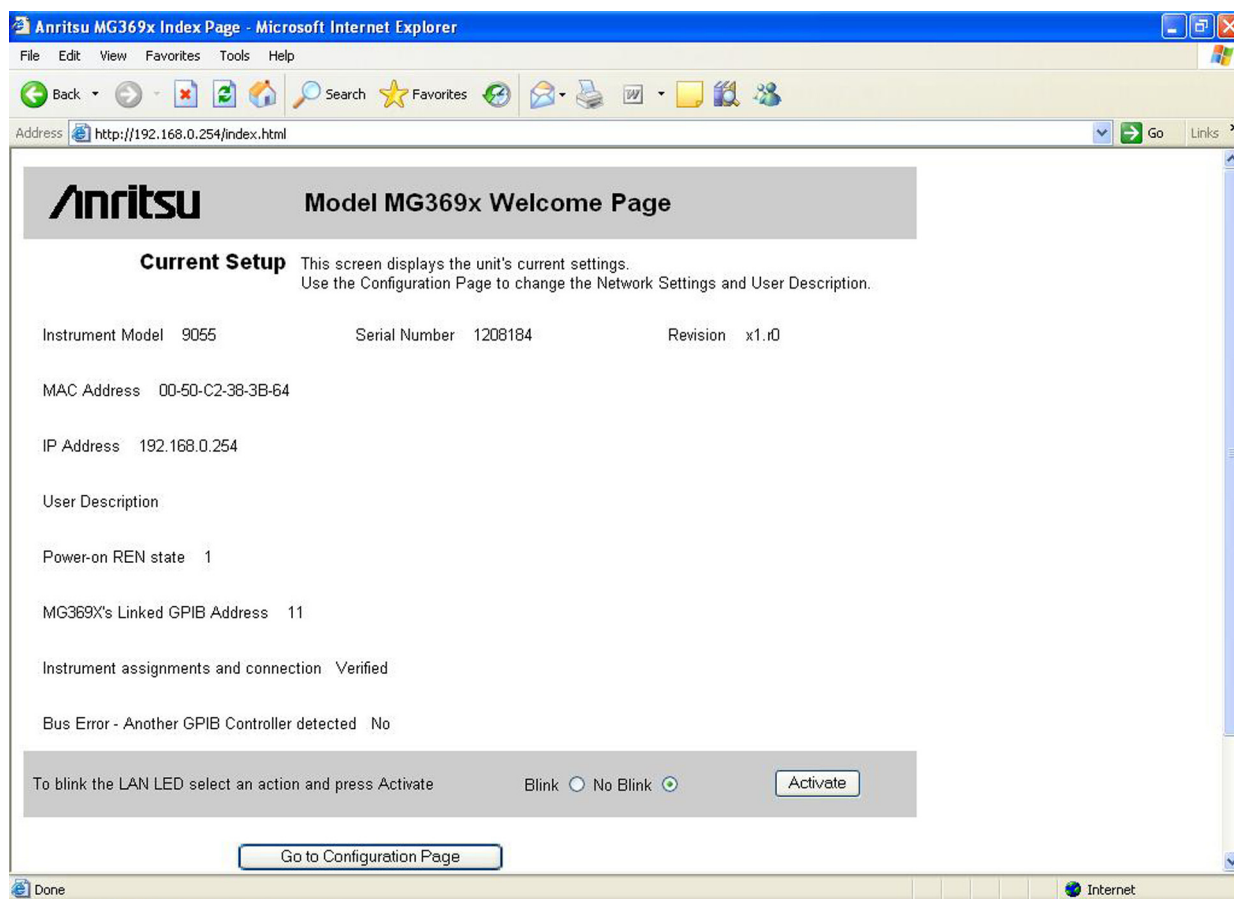 Anritsu MG369x Index Page - Microsoft Internet Explorer
File Edit View Favorites Tools Help
Back Search Favorites
Address http://192.168.0.254/index.html Go Links
Anritsu Model MG369x Welcome Page
Current Setup This screen displays the unit's current settings.
Use the Configuration Page to change the Network Settings and User Description.
Instrument Model 9055 Serial Number 1208184 Revision x1.r0
MAC Address 00-50-C2-38-3B-64
IP Address 192.168.0.254
User Description
Power-on REN state 1
MG369X's Linked GPIB Address 11
Instrument assignments and connection Verified
Bus Error - Another GPIB Controller detected No
To blink the LAN LED select an action and press Activate Blink No Blink Activate
Go to Configuration Page
Done Internet